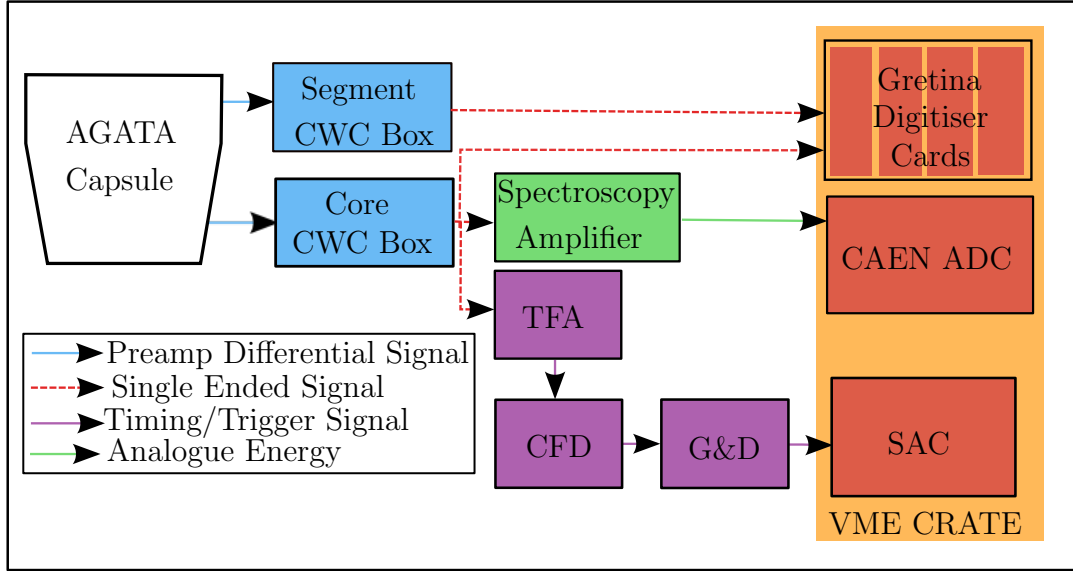 AGATA
Capsule
Segment
CWC Box
Core
CWC Box
Spectroscopy
Amplifier
TFA
CFD
G&D
Gretina
Digitiser
Cards
CAEN ADC
SAC
VME CRATE
Preamp Differential Signal
Single Ended Signal
Timing/Trigger Signal
Analogue Energy